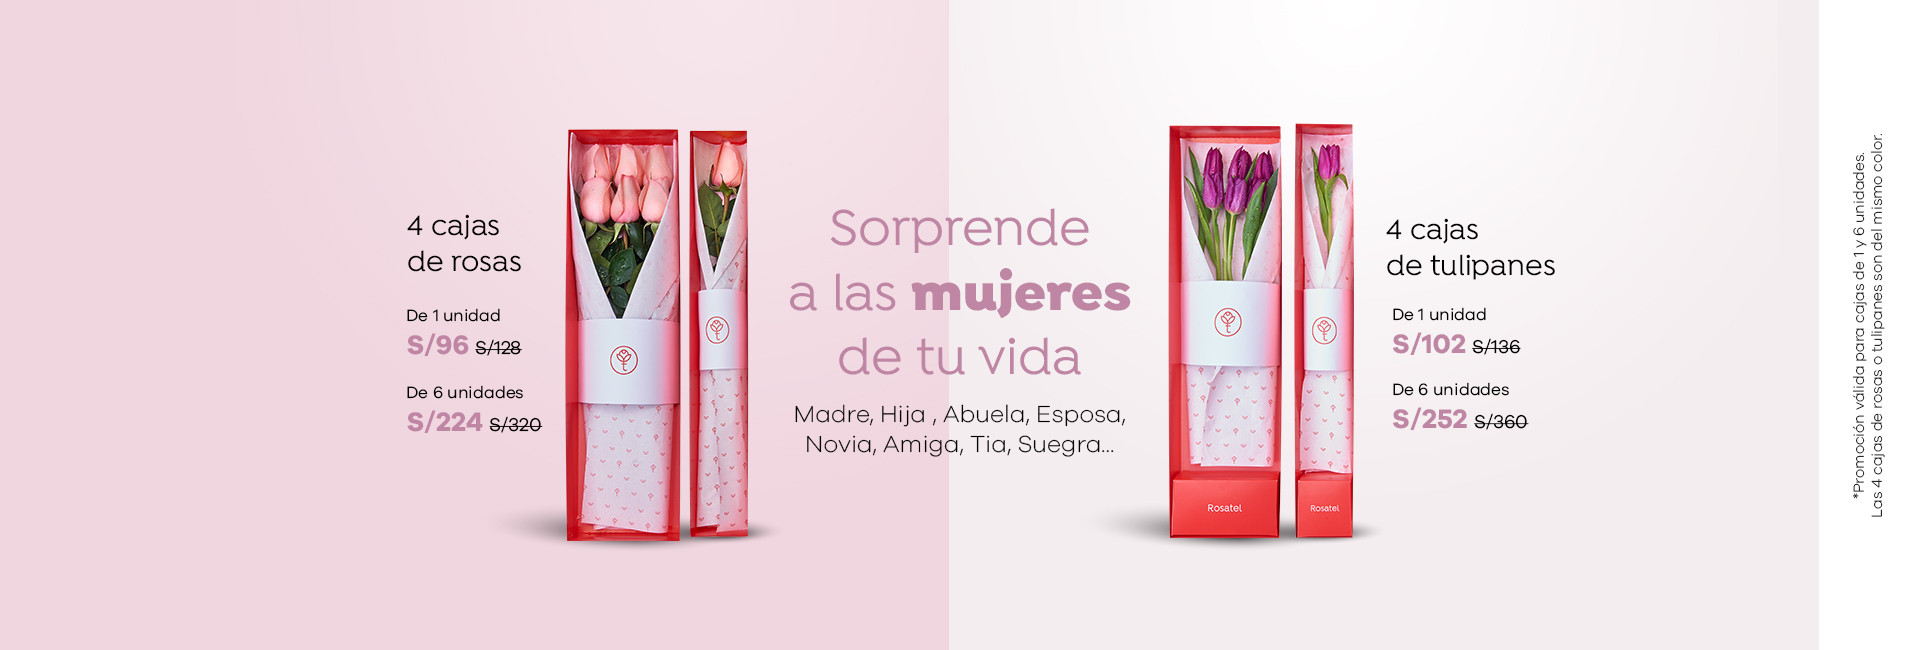 4 cajas
de rosas
De 1 unidad
S/96 S/128
De 6 unidades
S/224 S/320
Sorprende
a las mujeres
de tu vida
Madre, Hija , Abuela, Esposa,
Novia, Amiga, Tia, Suegra...
Rosatel
Rosatel
4 cajas
de tulipanes
De 1 unidad
S/102 S/136
De 6 unidades
S/252 S/360
*Promoción válida para cajas de 1 y 6 unidades.
Las 4 cajas de rosas o tulipanes son del mismo color.